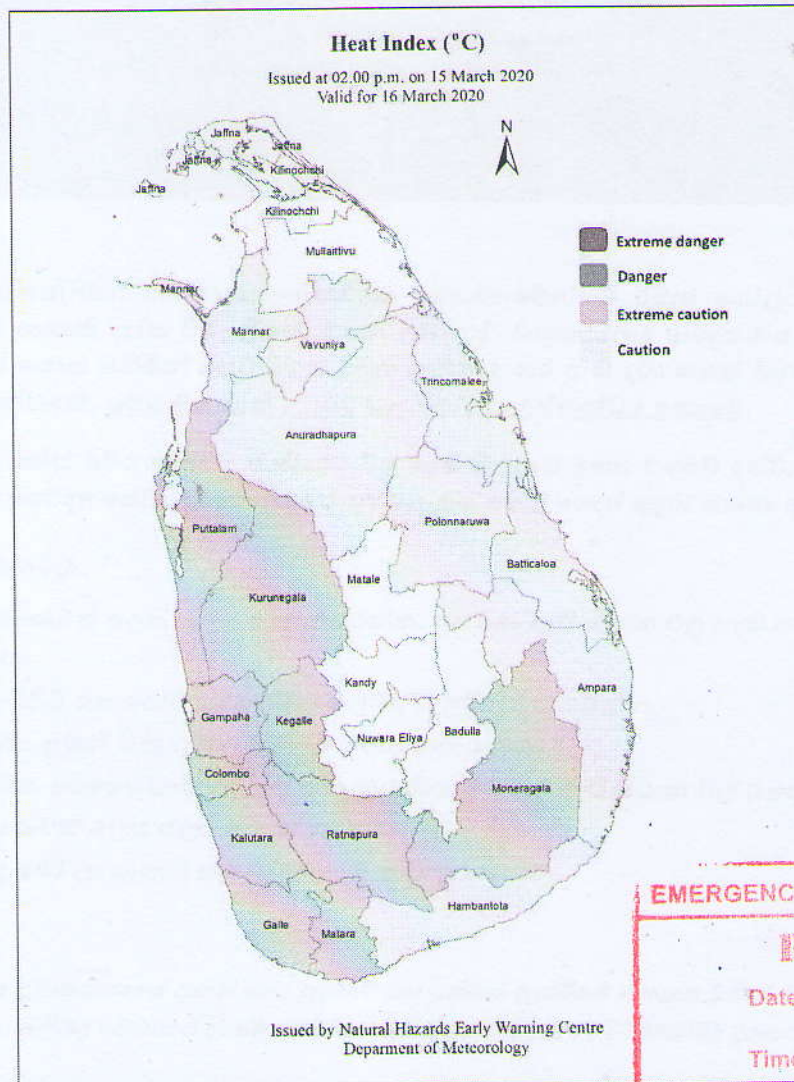 Heat Index (°C)
Issued at 02.00 p.m. on 15 March 2020
Valid for 16 March 2020
N
Jaffna
Jaffna
Jaffna
Kilinochchi
Jaffna
Kilinochchi
Mullaittivu
Extreme danger
Danger
Extreme caution
Caution
Mannar
Mannar
Vavuniya
Trincomalee
Anuradhapura
Puttalam
Polonnaruwa
Batticaloa
Matale
Kurunegala
Kandy
Ampara
Gampaha
Kegalle
Nuwara Eliya
Badulla
Colombo
Moneragala
Kalutara
Ratnapura
Hambantota
Galle
Matara
EMERGENC
Date
Time
Issued by Natural Hazards Early Warning Centre
Deparment of Meteorology